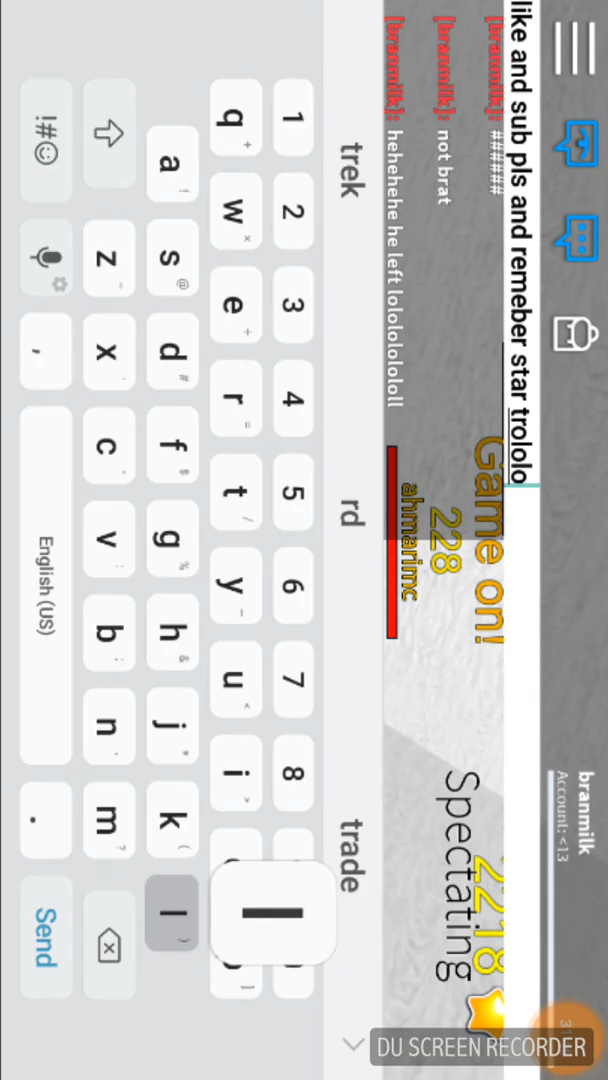 branmilk
Account: <13
like and sub pls and remeber star trololo
[branmilk]: ######
[branmilk]: not brat
[branmilk]: hehehehe he left lolololololl
Game on!
228
ahmarimc
2218
Spectating
trek rd trade
1 2 3 4 5 6 7 8
q w e r t y u i
a s d f g h j k l
l
z x c v b n m
!#☺ , English (US) . Send
DU SCREEN RECORDER